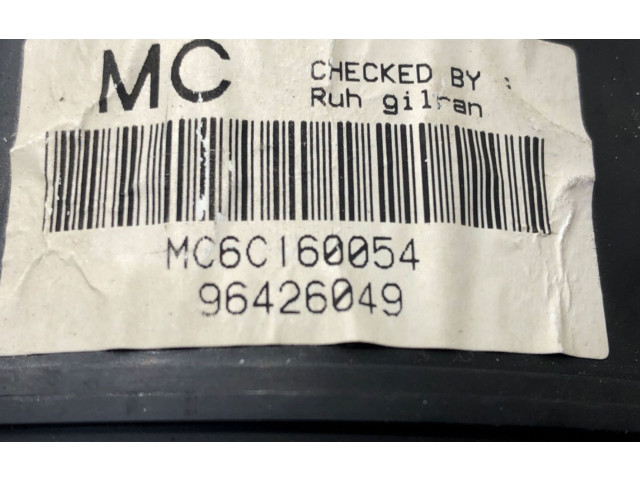 MC
CHECKED BY :
Ruh gilran
MC6C160054
96426049